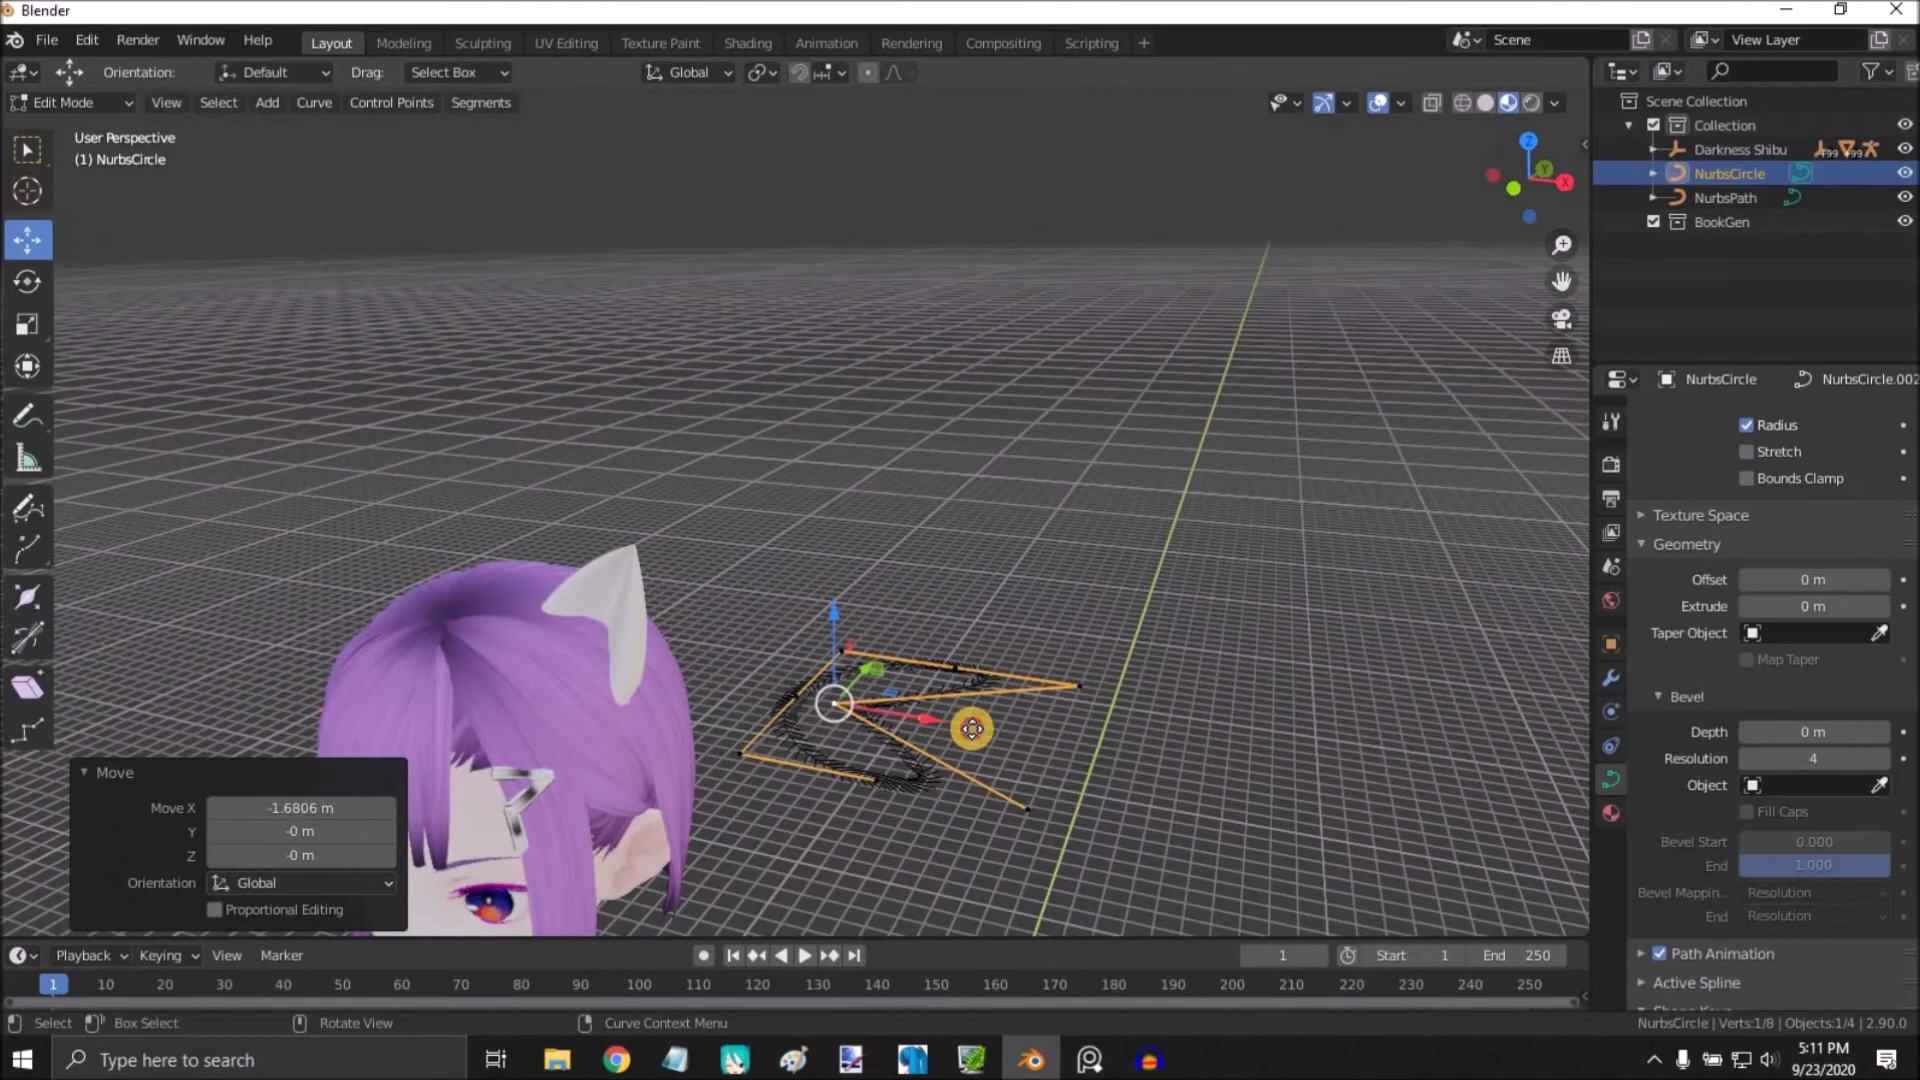 Blender
File Edit Render Window Help Layout Modeling Sculpting UV Editing Texture Paint Shading Animation Rendering Compositing Scripting + Scene View Layer
Orientation: Default Drag: Select Box Global
Edit Mode View Select Add Curve Control Points Segments
User Perspective
(1) NurbsCircle
Z
Y
X
Scene Collection
Collection
Darkness Shibu +99 +99
NurbsCircle
NurbsPath
BookGen
NurbsCircle NurbsCircle.002
Radius
Stretch
Bounds Clamp
Texture Space
Geometry
Offset 0 m
Extrude 0 m
Taper Object
Map Taper
Bevel
Depth 0 m
Resolution 4
Object
Fill Caps
Bevel Start 0.000
End 1.000
Bevel Mappin.. Resolution
End Resolution
Path Animation
Active Spline
Move
Move X -1.6806 m
Y -0 m
Z -0 m
Orientation Global
Proportional Editing
Playback Keying View Marker 1 Start 1 End 250
1 10 20 30 40 50 60 70 80 90 100 110 120 130 140 150 160 170 180 190 200 210 220 230 240 250
Select Box Select Rotate View Curve Context Menu NurbsCircle | Verts:1/8 | Objects:1/4 | 2.90.0
Type here to search
5:11 PM
9/23/2020